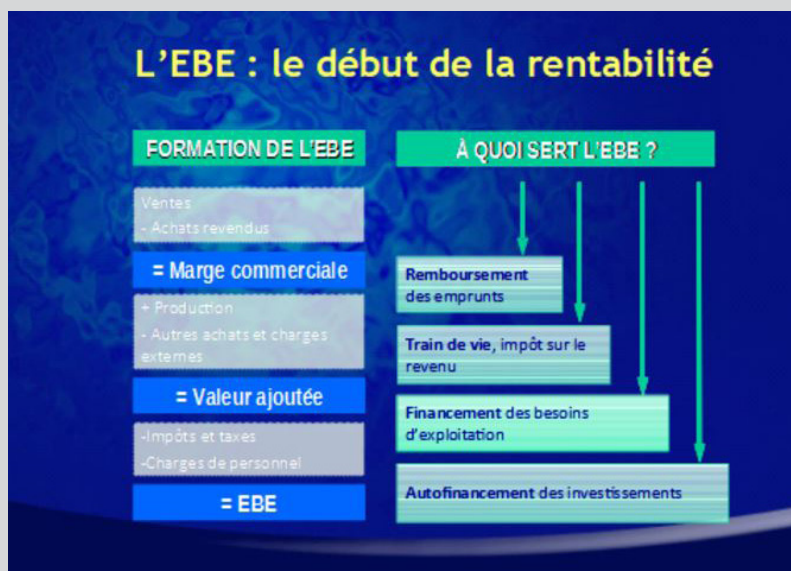 L'EBE : le début de la rentabilité
FORMATION DE L'EBE
Ventes
- Achats revendus
= Marge commerciale
+ Production
- Autres achats et charges
externes
= Valeur ajoutée
-Impôts et taxes
-Charges de personnel
= EBE
À QUOI SERT L'EBE ?
Remboursement
des emprunts
Train de vie, impôt sur le
revenu
Financement des besoins
d'exploitation
Autofinancement des investissements